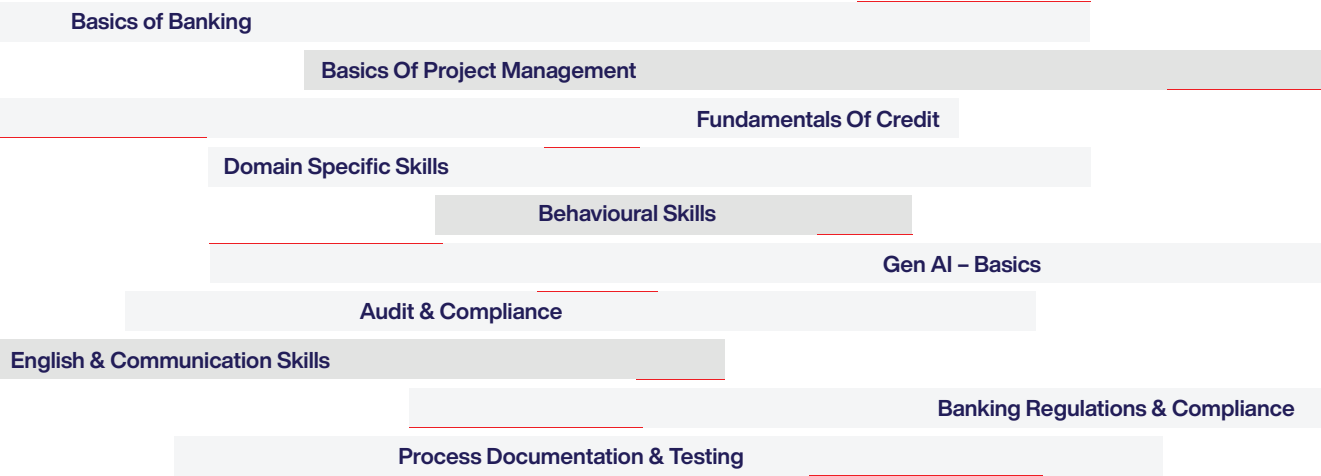 Basics of Banking
Basics Of Project Management
Fundamentals Of Credit
Domain Specific Skills
Behavioural Skills
Gen AI – Basics
Audit & Compliance
English & Communication Skills
Banking Regulations & Compliance
Process Documentation & Testing